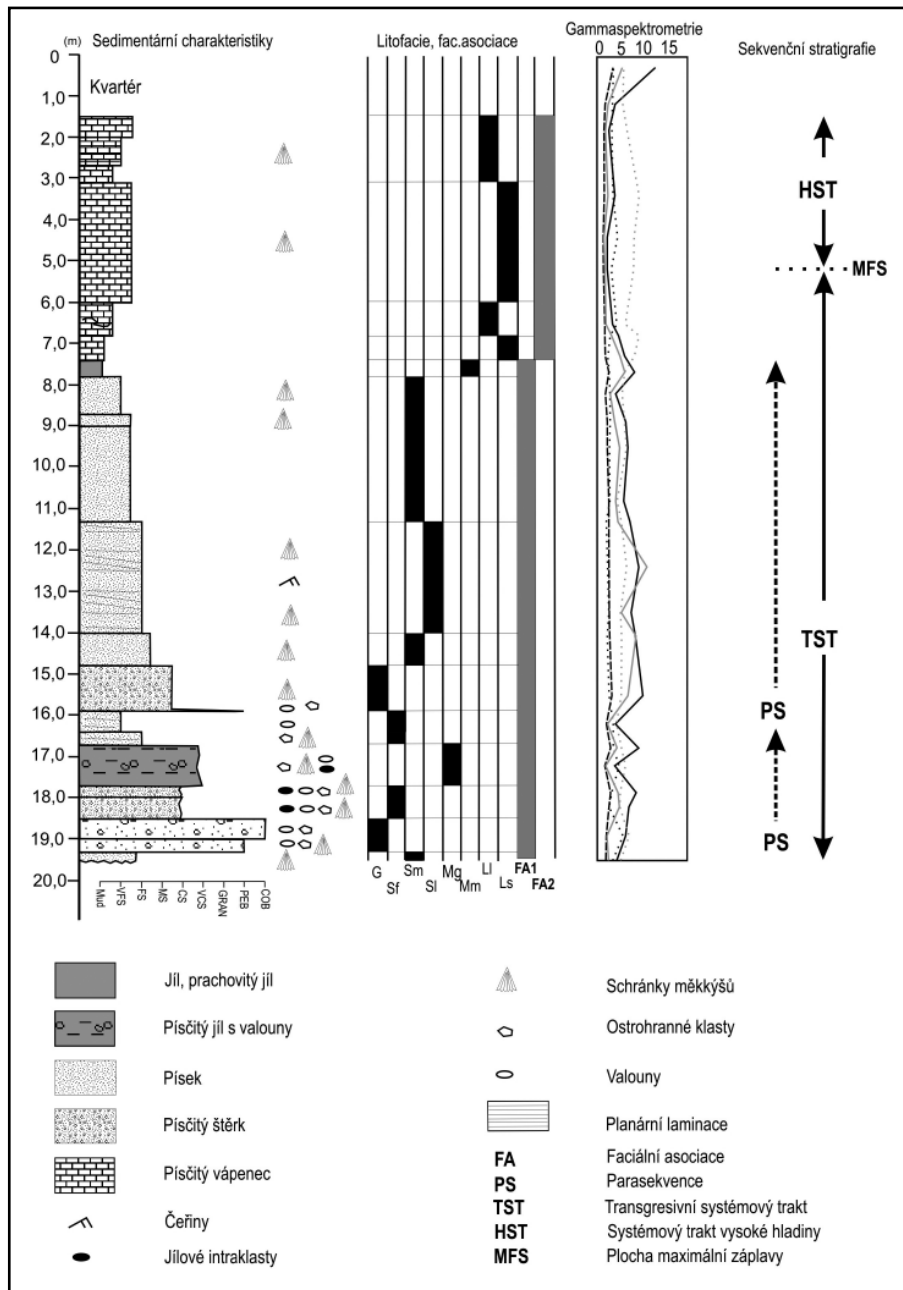 (m)
Sedimentární charakteristiky
Litofacie, fac.asociace
Gammaspektrometrie
0 5 10 15
Sekvenční stratigrafie
0
Kvartér
1,0
2,0
3,0
4,0
5,0
6,0
7,0
8,0
9,0
10,0
11,0
12,0
13,0
14,0
15,0
16,0
17,0
18,0
19,0
20,0
HST
MFS
TST
PS
PS
Mud
VFS
FS
MS
CS
VCS
GRAN
PEB
COB
G
Sf
Sm
Sl
Mg
Mm
Ll
Ls
FA1
FA2
Jíl, prachovitý jíl
Písčitý jíl s valouny
Písek
Písčitý štěrk
Písčitý vápenec
Čeřiny
Jílové intraklasty
Schránky měkkýšů
Ostrohranné klasty
Valouny
Planární laminace
FA Faciální asociace
PS Parasekvence
TST Transgresivní systémový trakt
HST Systémový trakt vysoké hladiny
MFS Plocha maximální záplavy